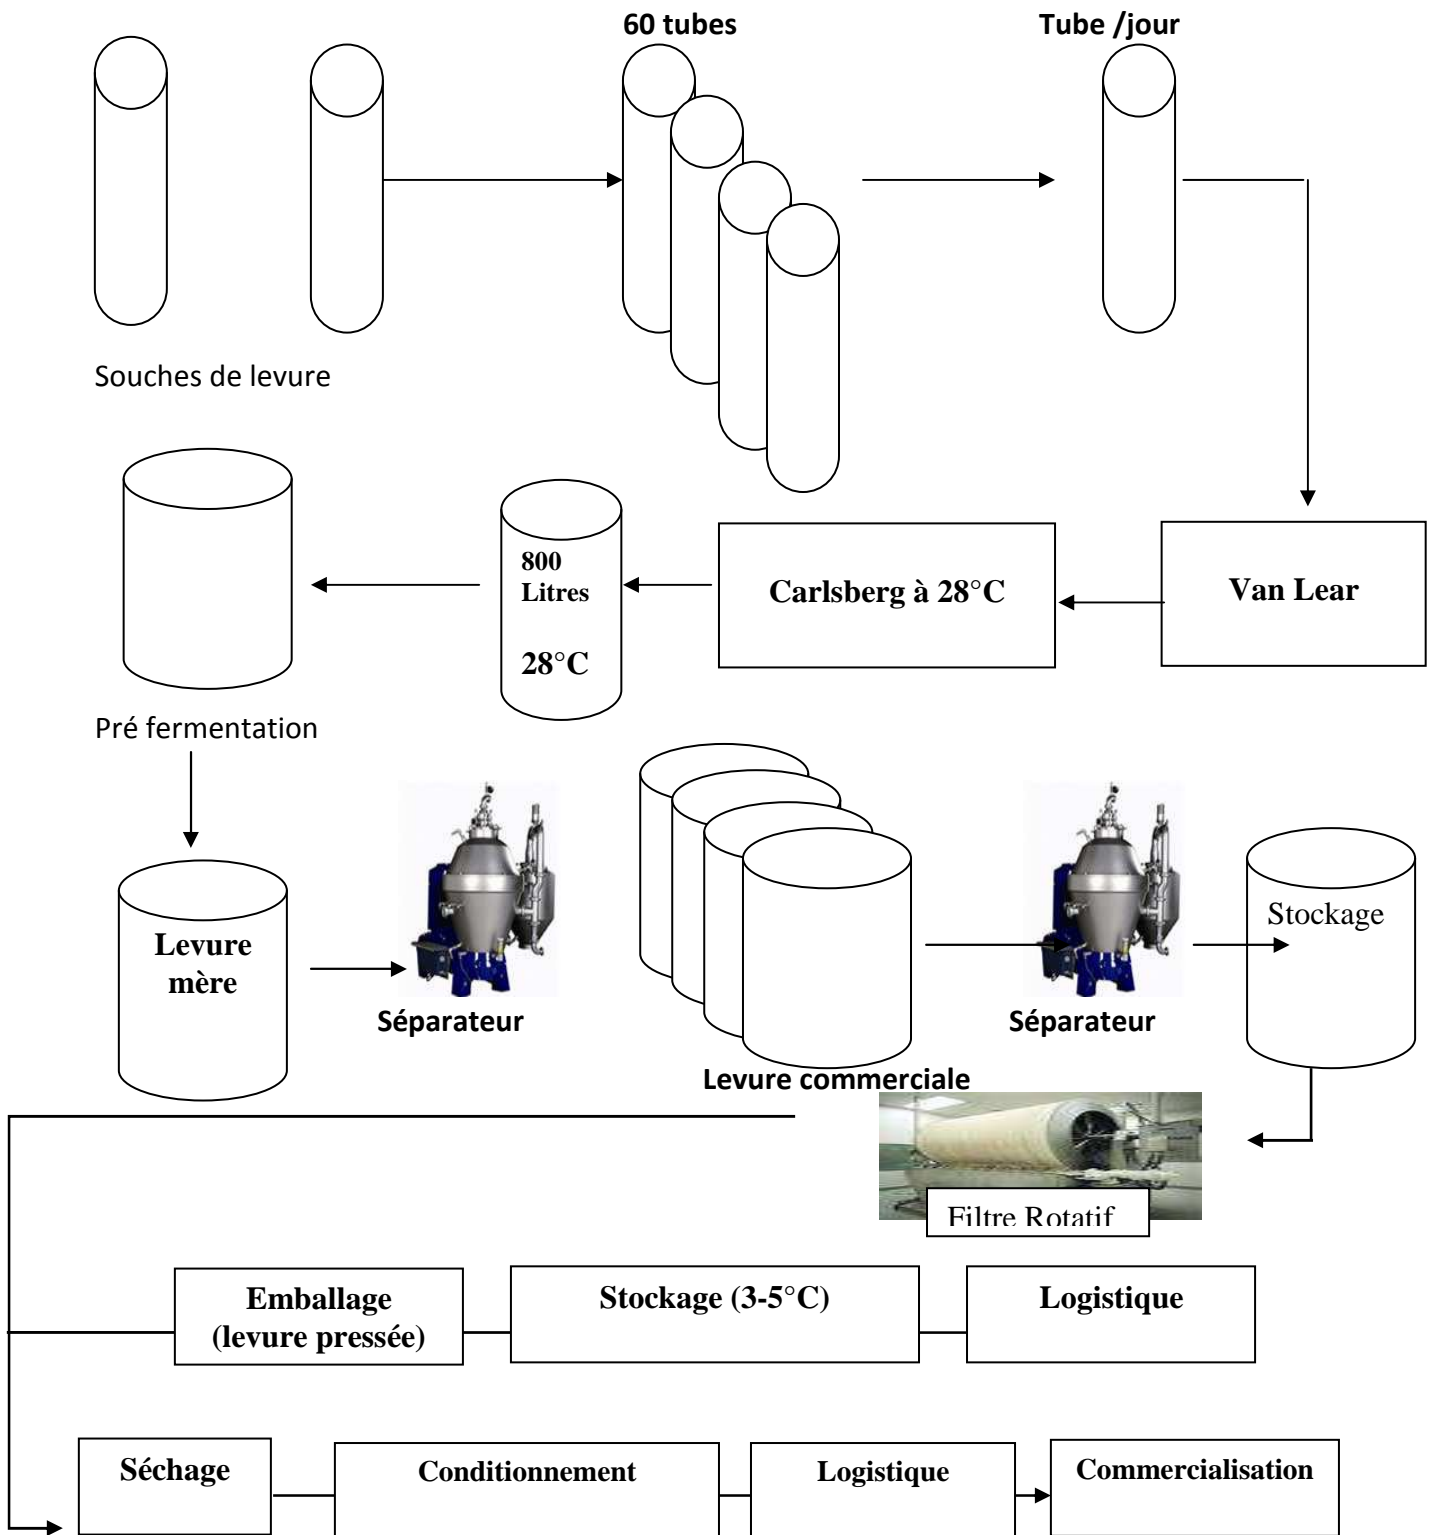 60 tubes
Tube /jour
Souches de levure
800
Litres
28°C
Carlsberg à 28°C
Van Lear
Pré fermentation
Levure
mère
Séparateur
Levure commerciale
Séparateur
Stockage
Filtre Rotatif
Emballage
(levure pressée)
Stockage (3-5°C)
Logistique
Séchage
Conditionnement
Logistique
Commercialisation